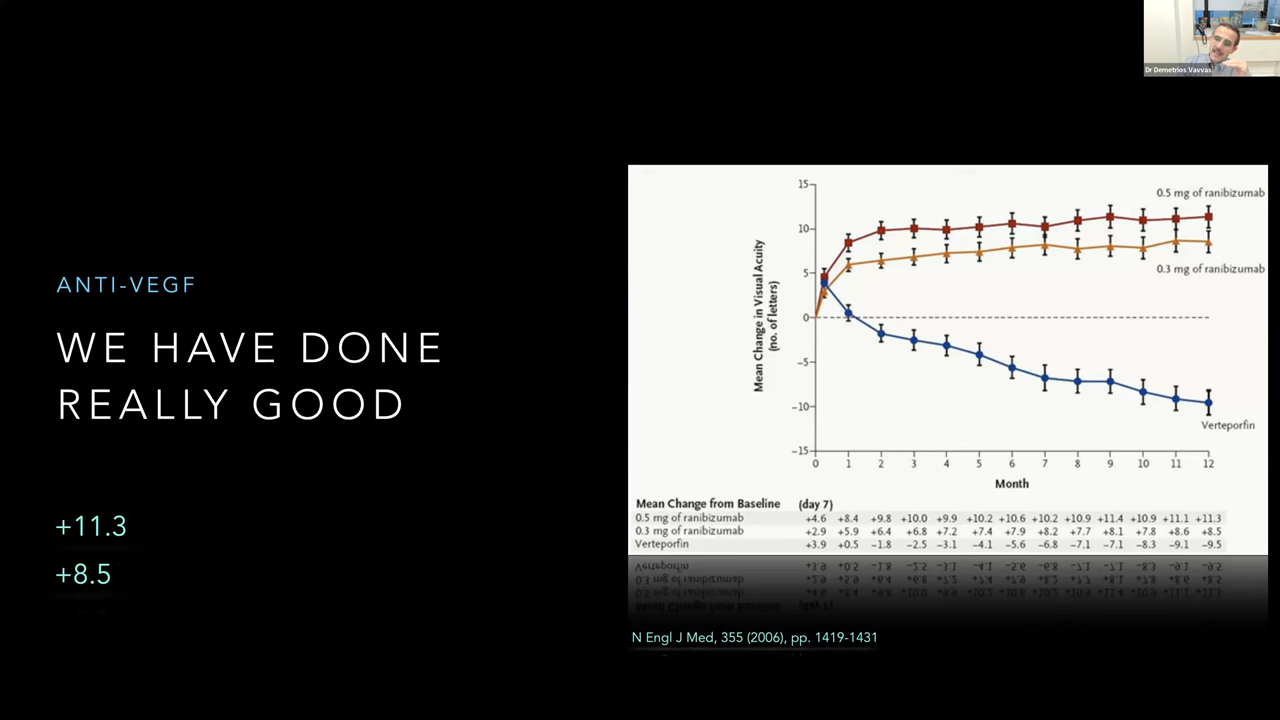 Dr Demetrios Vavvas
ANTI-VEGF
WE HAVE DONE
REALLY GOOD
+11.3
+8.5
15
10
5
0
−5
−10
−15
Mean Change in Visual Acuity
(no. of letters)
0.5 mg of ranibizumab
0.3 mg of ranibizumab
Verteporfin
0 1 2 3 4 5 6 7 8 9 10 11 12
Month
Mean Change from Baseline (day 7)
0.5 mg of ranibizumab +4.6 +8.4 +9.8 +10.0 +9.9 +10.2 +10.6 +10.2 +10.9 +11.4 +10.9 +11.1 +11.3
0.3 mg of ranibizumab +2.9 +5.9 +6.4 +6.8 +7.2 +7.4 +7.9 +8.2 +7.7 +8.1 +7.8 +8.6 +8.5
Verteporfin +3.9 +0.5 −1.8 −2.5 −3.1 −4.1 −5.6 −6.8 −7.1 −7.1 −8.3 −9.1 −9.5
N Engl J Med, 355 (2006), pp. 1419-1431